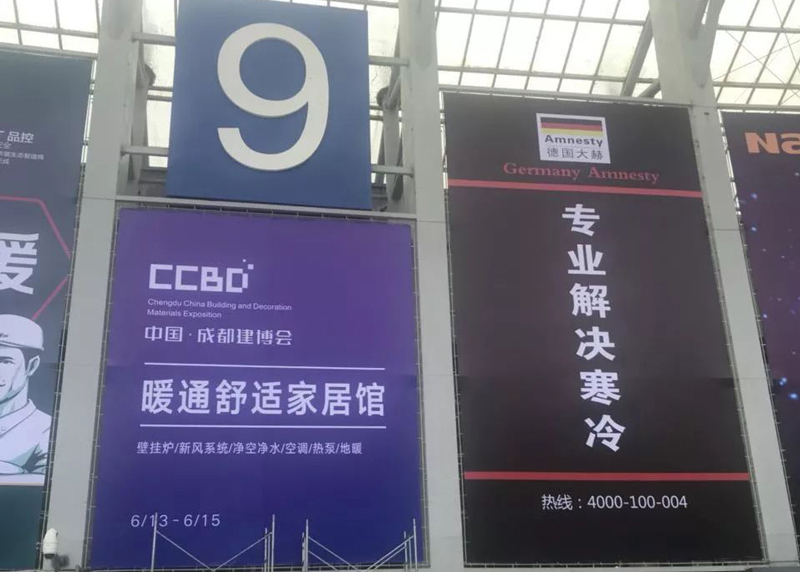 9
品控
暖
CCBD
Chengdu China Building and Decoration
Materials Exposition
中国·成都建博会
暖通舒适家居馆
壁挂炉/新风系统/净空净水/空调/热泵/地暖
6/13-6/15
Amnesty
德国大赫
Germany Amnesty
专业解决寒冷
热线：4000-100-004
Na